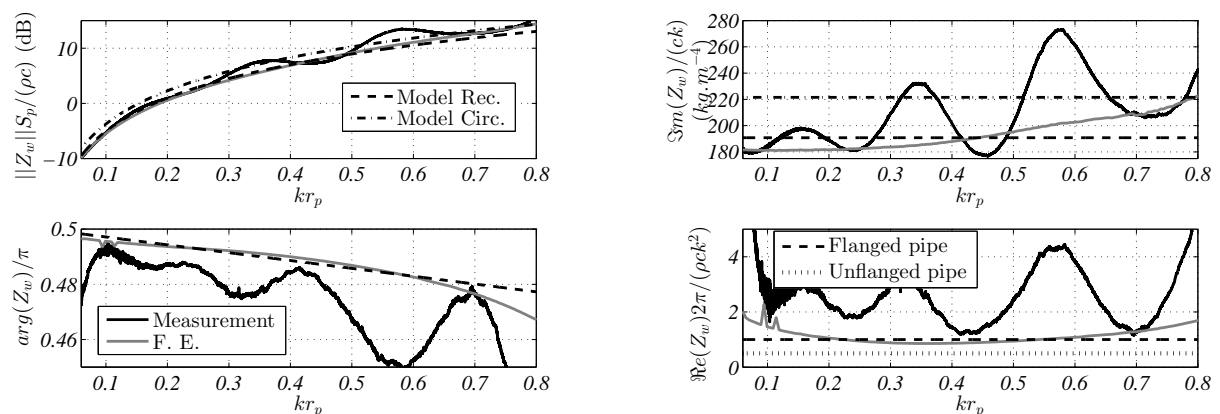 ||Z_w||S_p/(ρc) (dB)
10
0
−10
Model Rec.
Model Circ.
0.1 0.2 0.3 0.4 0.5 0.6 0.7 0.8
kr_p
ℑm(Z_w)/(ck)
(kg.m^{-4})
280
260
240
220
200
180
0.1 0.2 0.3 0.4 0.5 0.6 0.7 0.8
kr_p
arg(Z_w)/π
0.5
0.48
0.46
Measurement
F. E.
0.1 0.2 0.3 0.4 0.5 0.6 0.7 0.8
kr_p
ℜe(Z_w)2π/(ρck²)
4
2
0
Flanged pipe
Unflanged pipe
0.1 0.2 0.3 0.4 0.5 0.6 0.7 0.8
kr_p